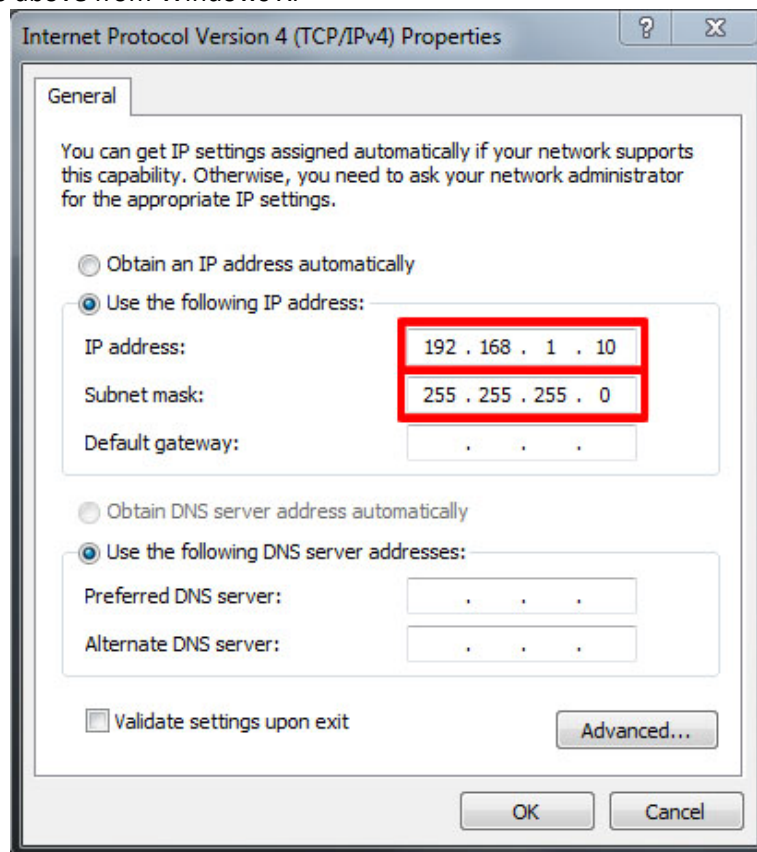 above from Windows
Internet Protocol Version 4 (TCP/IPv4) Properties
General
You can get IP settings assigned automatically if your network supports
this capability. Otherwise, you need to ask your network administrator
for the appropriate IP settings.
Obtain an IP address automatically
Use the following IP address:
IP address: 192 . 168 . 1 . 10
Subnet mask: 255 . 255 . 255 . 0
Default gateway: . . .
Obtain DNS server address automatically
Use the following DNS server addresses:
Preferred DNS server: . . .
Alternate DNS server: . . .
Validate settings upon exit
Advanced...
OK Cancel